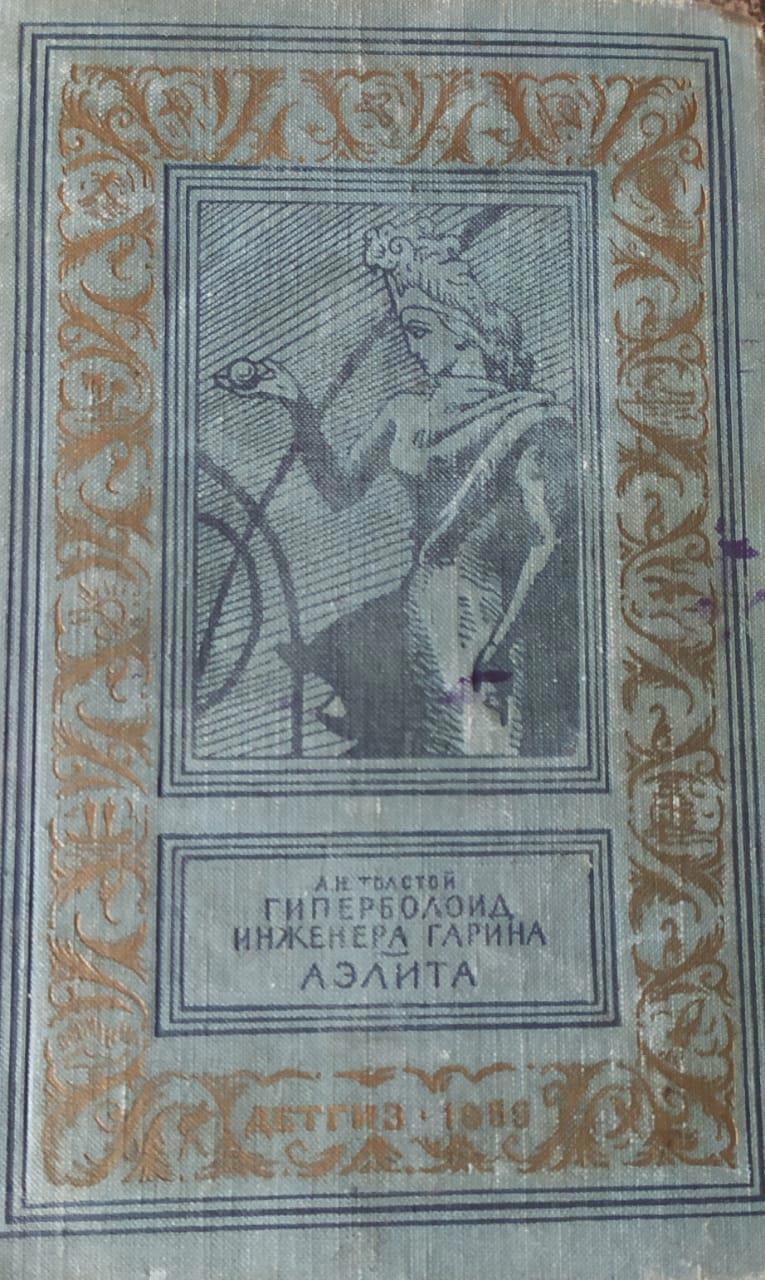 А.Н. ТОЛСТОЙ
ГИПЕРБОЛОИД
ИНЖЕНЕРА ГАРИНА
АЭЛИТА
ДЕТГИЗ · 1959